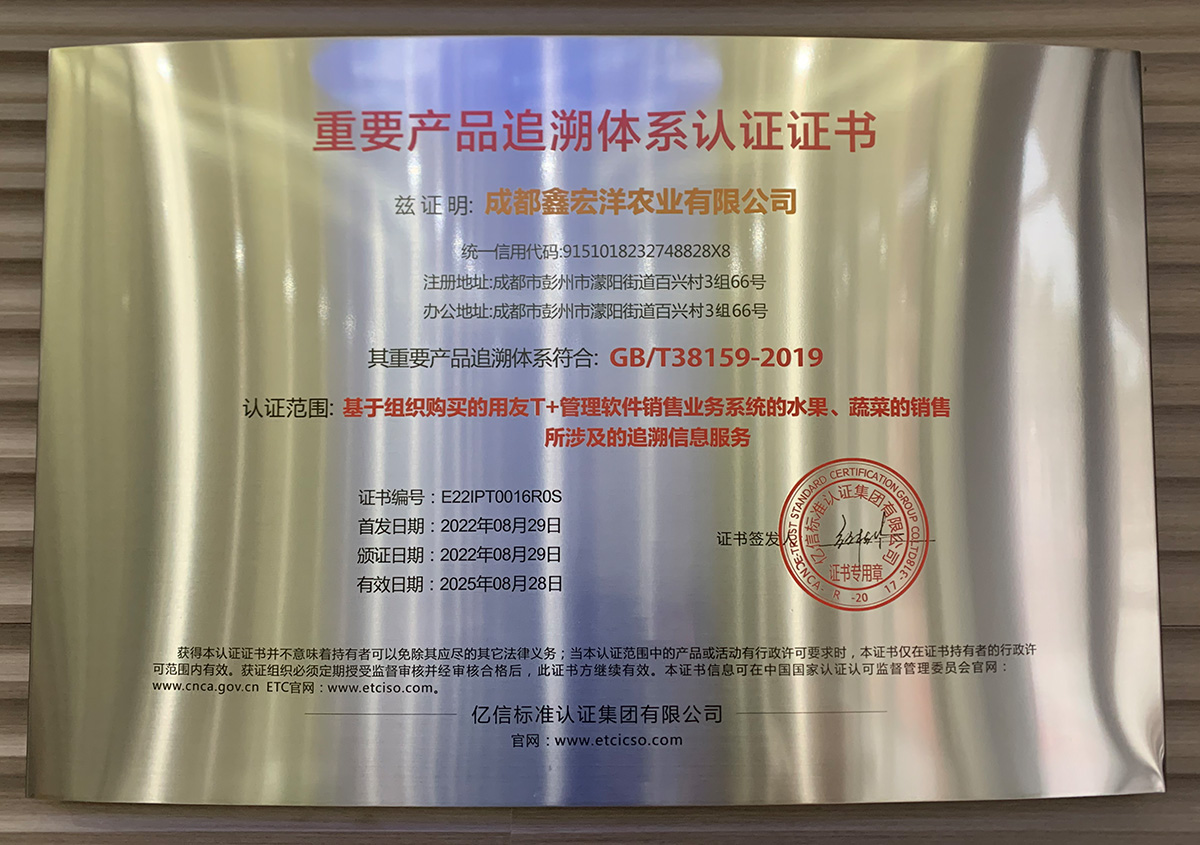 重要产品追溯体系认证证书
兹证明: 成都鑫宏洋农业有限公司
统一信用代码:9151018232748828X8
注册地址:成都市彭州市濛阳街道百兴村3组66号
办公地址:成都市彭州市濛阳街道百兴村3组66号
其重要产品追溯体系符合: GB/T38159-2019
认证范围: 基于组织购买的用友T+管理软件销售业务系统的水果、蔬菜的销售
所涉及的追溯信息服务
证书编号：E22IPT0016R0S
首发日期：2022年08月29日
颁证日期：2022年08月29日
有效日期：2025年08月28日
证书签发人
E-TRUST STANDARD CERTIFICATION GROUP CO.LTD
亿信标准认证集团有限公司
证书专用章
CNCA- R -20 17 -318
获得本认证证书并不意味着持有者可以免除其应尽的其它法律义务；当本认证范围中的产品或活动有行政许可要求时，本证书仅在证书持有者的行政许
可范围内有效。获证组织必须定期授受监督审核并经审核合格后，此证书方继续有效。本证书信息可在中国国家认证认可监督管理委员会官网：
www.cnca.gov.cn ETC官网：www.etciso.com。
亿信标准认证集团有限公司
官网：www.etcicso.com